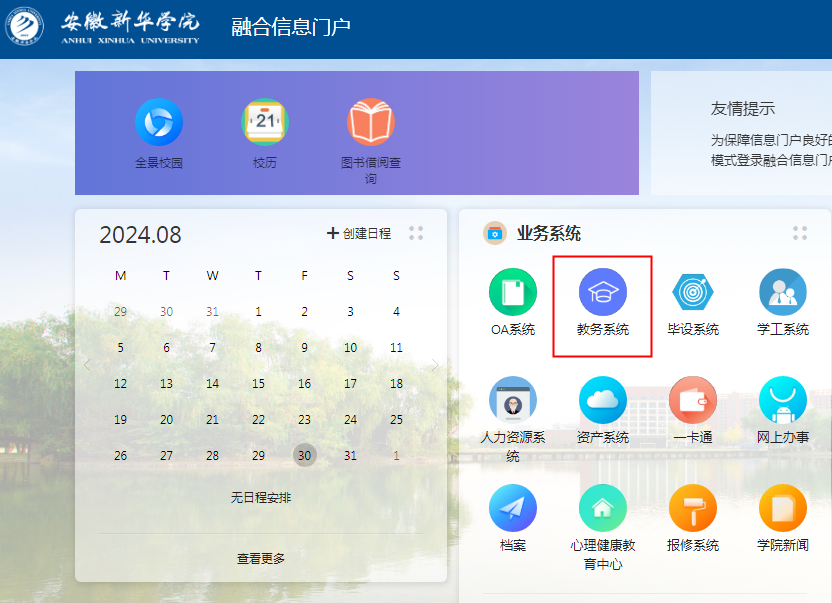 安徽新华学院
ANHUI XINHUA UNIVERSITY
融合信息门户
21
全景校园
校历
图书借阅查
询
友情提示
为保障信息门户良好的
模式登录融合信息门户
2024.08
创建日程
M T W T F S S
29 30 31 1 2 3 4
5 6 7 8 9 10 11
12 13 14 15 16 17 18
19 20 21 22 23 24 25
26 27 28 29 30 31 1
无日程安排
查看更多
业务系统
OA系统
教务系统
毕设系统
学工系统
人力资源系
统
资产系统
一卡通
网上办事
档案
心理健康教
育中心
报修系统
学院新闻